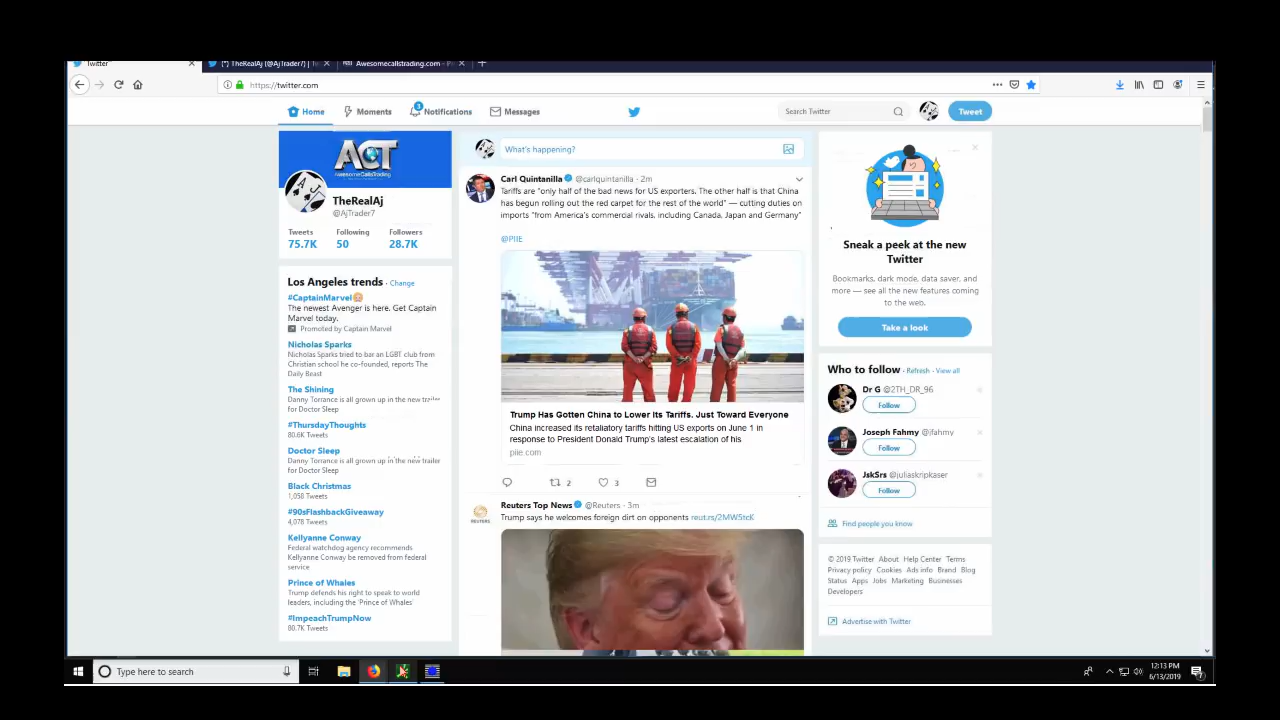 Twitter
(*) TheRealAj (@AjTrader7) | Tw
Awesomecallstrading.com -
https://twitter.com
Home
Moments
3
Notifications
Messages
Search Twitter
Tweet
ACT
AwesomeCallsTrading
TheRealAj
@AjTrader7
Tweets Following Followers
75.7K 50 28.7K
Los Angeles trends · Change
#CaptainMarvel
The newest Avenger is here. Get Captain
Marvel today.
Promoted by Captain Marvel
Nicholas Sparks
Nicholas Sparks tried to bar an LGBT club from
Christian school he co-founded, reports The
Daily Beast
The Shining
Danny Torrance is all grown up in the new trailer
for Doctor Sleep
#ThursdayThoughts
80.6K Tweets
Doctor Sleep
Danny Torrance is all grown up in the new trailer
for Doctor Sleep
Black Christmas
1,058 Tweets
#90sFlashbackGiveaway
4,078 Tweets
Kellyanne Conway
Federal watchdog agency recommends
Kellyanne Conway be removed from federal
service
Prince of Whales
Trump defends his right to speak to world
leaders, including the 'Prince of Whales'
#ImpeachTrumpNow
80.7K Tweets
What's happening?
Carl Quintanilla @carlquintanilla · 2m
Tariffs are "only half of the bad news for US exporters. The other half is that China
has begun rolling out the red carpet for the rest of the world" — cutting duties on
imports "from America's commercial rivals, including Canada, Japan and Germany"
@PIIE
Trump Has Gotten China to Lower Its Tariffs. Just Toward Everyone
China increased its retaliatory tariffs hitting US exports on June 1 in
response to President Donald Trump's latest escalation of his
piie.com
2
3
Reuters Top News @Reuters · 3m
Trump says he welcomes foreign dirt on opponents reut.rs/2MW5tcK
REUTERS
Sneak a peek at the new
Twitter
Bookmarks, dark mode, data saver, and
more — see all the new features coming
to the web.
Take a look
Who to follow · Refresh · View all
Dr G @2TH_DR_96
Follow
Joseph Fahmy @jfahmy
Follow
JskSrs @juliaskripkaser
Follow
Find people you know
© 2019 Twitter About Help Center Terms
Privacy policy Cookies Ads info Brand Blog
Status Apps Jobs Marketing Businesses
Developers
Advertise with Twitter
Type here to search
12:13 PM
6/13/2019